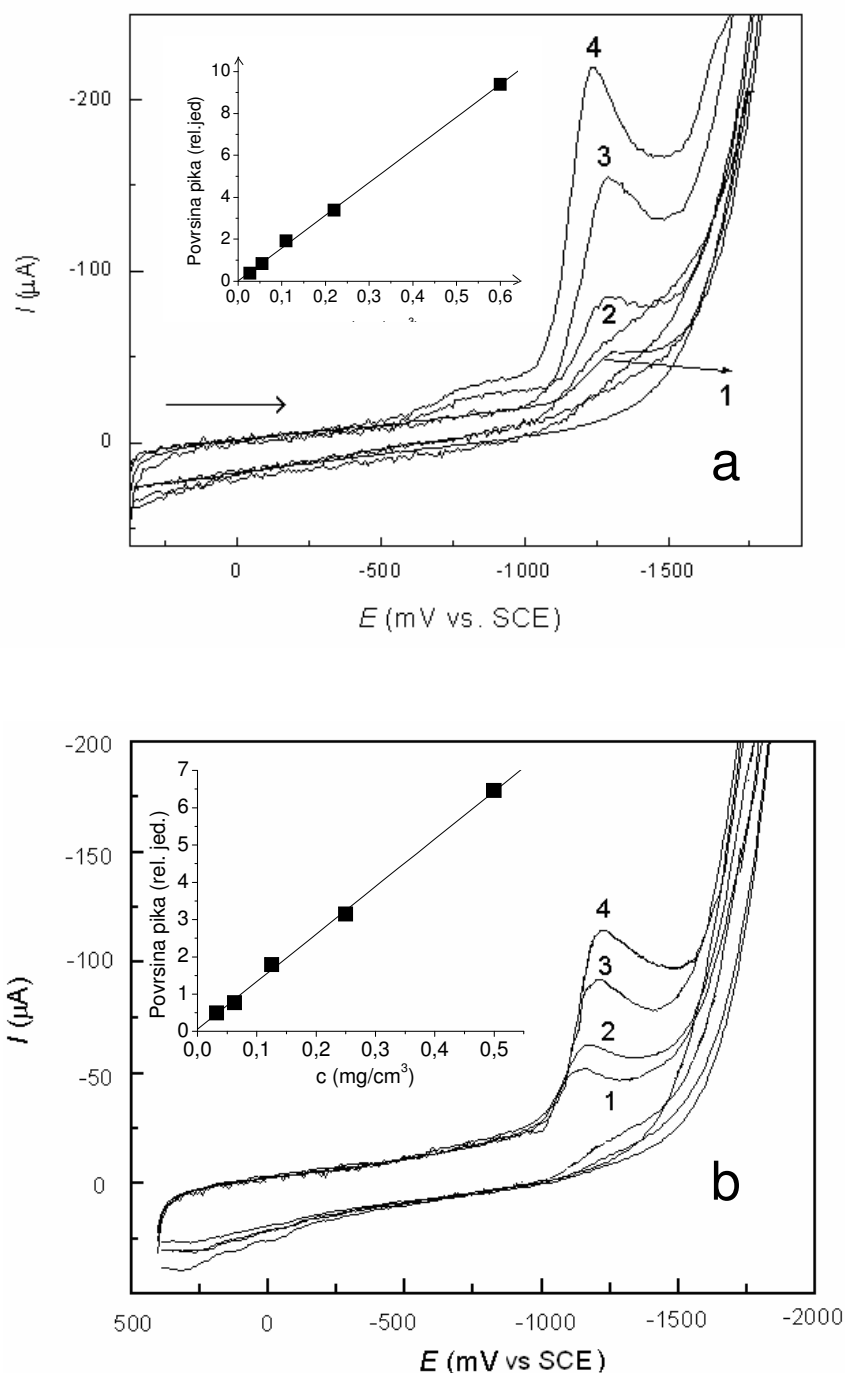 4
10
8
3
-200
6
4
Povrsina pika (rel.jed)
2
0
0,0 0,1 0,2 0,3 0,4 0,5 0,6
-100
2
I (µA)
1
0
a
0 -500 -1000 -1500
E (mV vs. SCE)
-200
7
6
5
4
3
2
1
0
Povrsina pika (rel. jed.)
0,0 0,1 0,2 0,3 0,4 0,5
c (mg/cm³)
-150
4
-100
3
2
I (µA)
-50
1
0
b
500 0 -500 -1000 -1500 -2000
E (mV vs SCE)